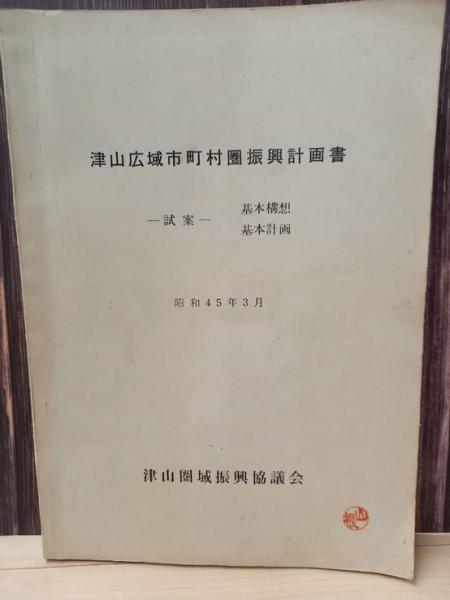 津山広域市町村圏振興計画書
―試案― 基本構想
基本計画
昭和45年3月
津山圏域振興協議会